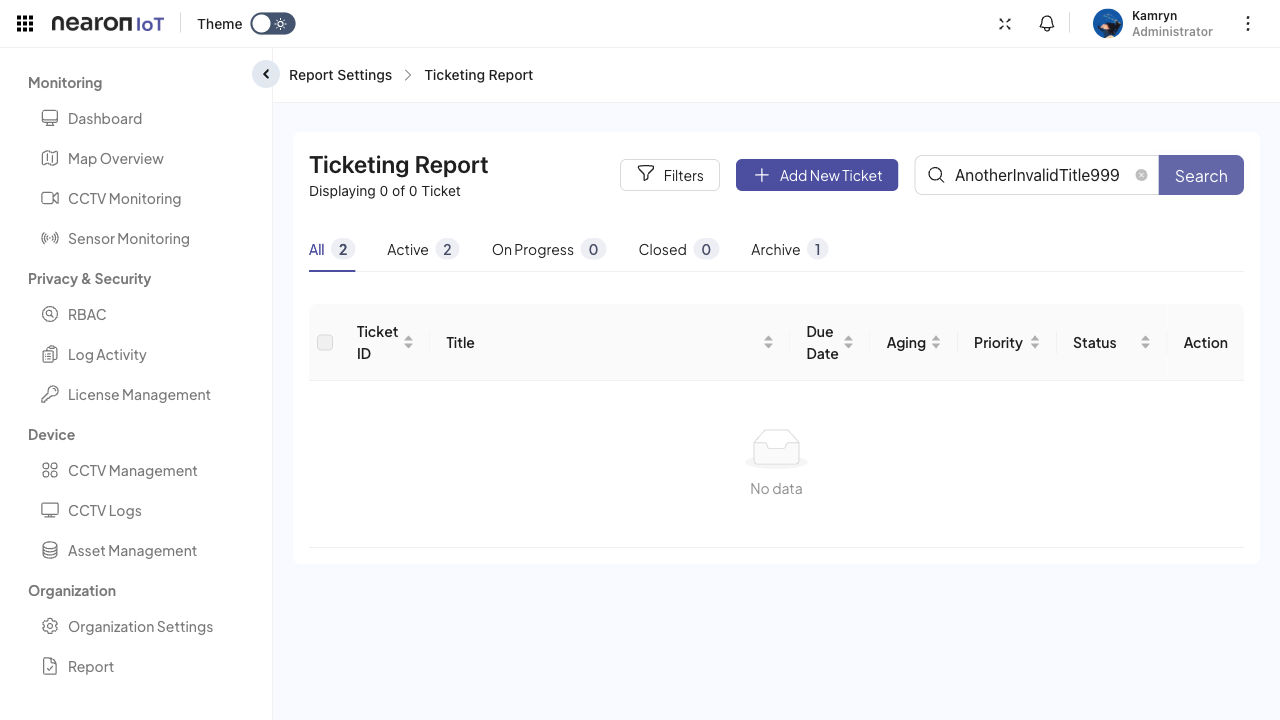 nearon IoT
Theme
Kamryn
Administrator
Monitoring
Dashboard
Map Overview
CCTV Monitoring
Sensor Monitoring
Privacy & Security
RBAC
Log Activity
License Management
Device
CCTV Management
CCTV Logs
Asset Management
Organization
Organization Settings
Report
Report Settings > Ticketing Report
Ticketing Report
Displaying 0 of 0 Ticket
Filters
Add New Ticket
AnotherInvalidTitle999
Search
All 2 Active 2 On Progress 0 Closed 0 Archive 1
Ticket
ID
Title
Due
Date
Aging
Priority
Status
Action
No data